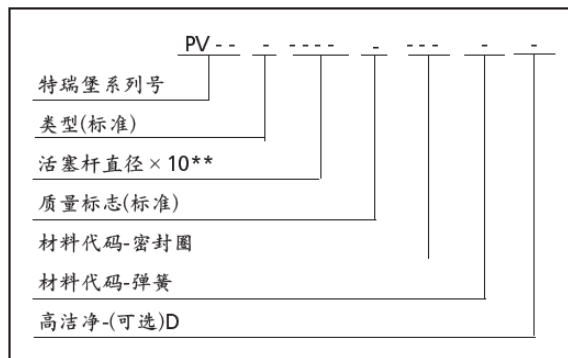 PV - - - - - - - - - - - - -
特瑞堡系列号
类型(标准)
活塞杆直径 × 10**
质量标志(标准)
材料代码-密封圈
材料代码-弹簧
高洁净-(可选)D